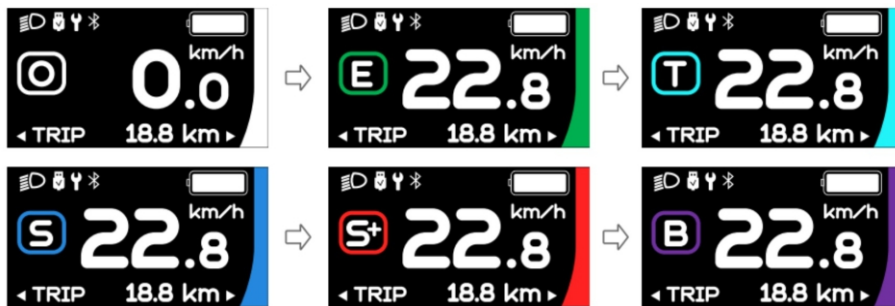 km/h
O 0.0
TRIP 18.8 km
km/h
E 22.8
TRIP 18.8 km
km/h
T 22.8
TRIP 18.8 km
km/h
S 22.8
TRIP 18.8 km
km/h
S+ 22.8
TRIP 18.8 km
km/h
B 22.8
TRIP 18.8 km